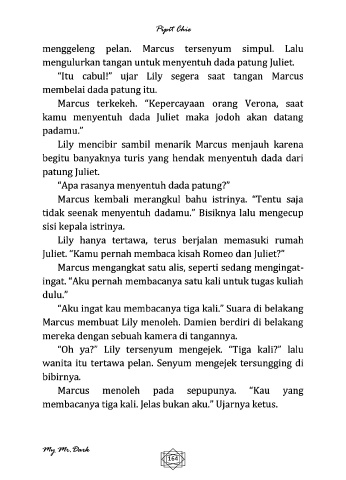 Pipit Chie
menggeleng pelan. Marcus tersenyum simpul. Lalu
mengulurkan tangan untuk menyentuh dada patung Juliet.
“Itu cabul!” ujar Lily segera saat tangan Marcus
membelai dada patung itu.
Marcus terkekeh. “Kepercayaan orang Verona, saat
kamu menyentuh dada Juliet maka jodoh akan datang
padamu.”
Lily mencibir sambil menarik Marcus menjauh karena
begitu banyaknya turis yang hendak menyentuh dada dari
patung Juliet.
“Apa rasanya menyentuh dada patung?”
Marcus kembali merangkul bahu istrinya. “Tentu saja
tidak seenak menyentuh dadamu.” Bisiknya lalu mengecup
sisi kepala istrinya.
Lily hanya tertawa, terus berjalan memasuki rumah
Juliet. “Kamu pernah membaca kisah Romeo dan Juliet?”
Marcus mengangkat satu alis, seperti sedang mengingat-
ingat. “Aku pernah membacanya satu kali untuk tugas kuliah
dulu.”
“Aku ingat kau membacanya tiga kali.” Suara di belakang
Marcus membuat Lily menoleh. Damien berdiri di belakang
mereka dengan sebuah kamera di tangannya.
“Oh ya?” Lily tersenyum mengejek. “Tiga kali?” lalu
wanita itu tertawa pelan. Senyum mengejek tersungging di
bibirnya.
Marcus menoleh pada sepupunya. “Kau yang
membacanya tiga kali. Jelas bukan aku.” Ujarnya ketus.
My Mr. Dark
164